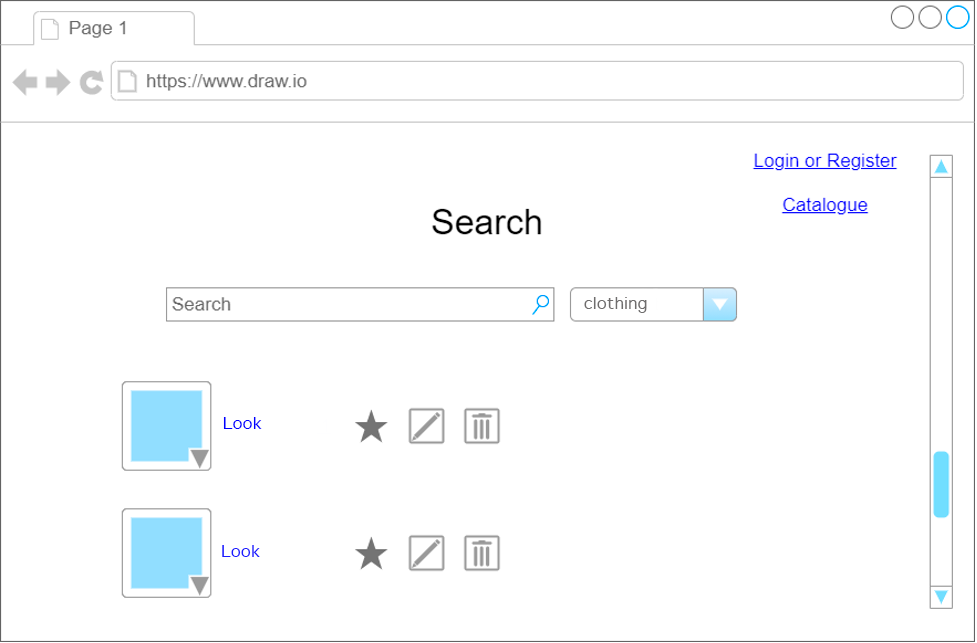 Page 1
https://www.draw.io
Login or Register
Catalogue
Search
Search
clothing
Look
Look